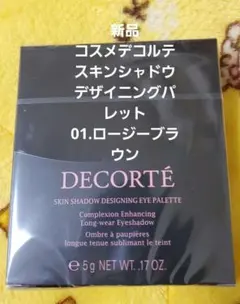 新品
コスメデコルテ
スキンシャドウ
デザイニングパ
レット
01.ロージーブラ
ウン
DECORTÉ
SKIN SHADOW DESIGNING EYE PALETTE
Complexion Enhancing
Long-wear Eyeshadow
Ombre à paupières
longue tenue sublimant le teint
℮ 5 g NET WT. .17 OZ.